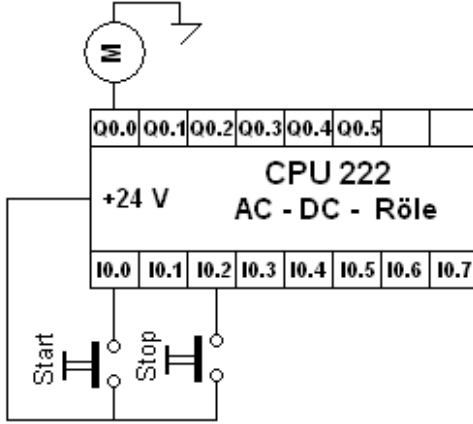 M
Q0.0 Q0.1 Q0.2 Q0.3 Q0.4 Q0.5
CPU 222
+24 V
AC - DC - Röle
I0.0 I0.1 I0.2 I0.3 I0.4 I0.5 I0.6 I0.7
Start
Stop